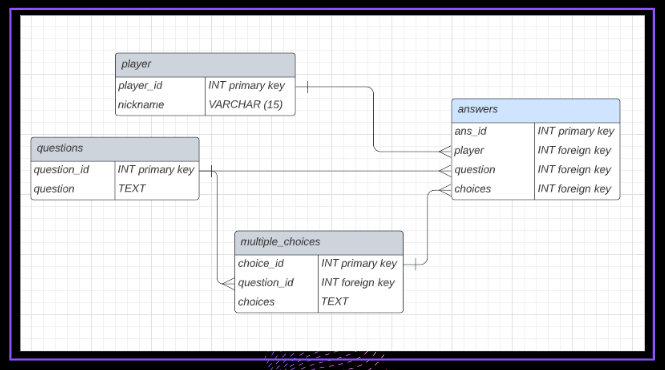 player
player_id INT primary key
nickname VARCHAR (15)
answers
ans_id INT primary key
player INT foreign key
question INT foreign key
choices INT foreign key
questions
question_id INT primary key
question TEXT
multiple_choices
choice_id INT primary key
question_id INT foreign key
choices TEXT